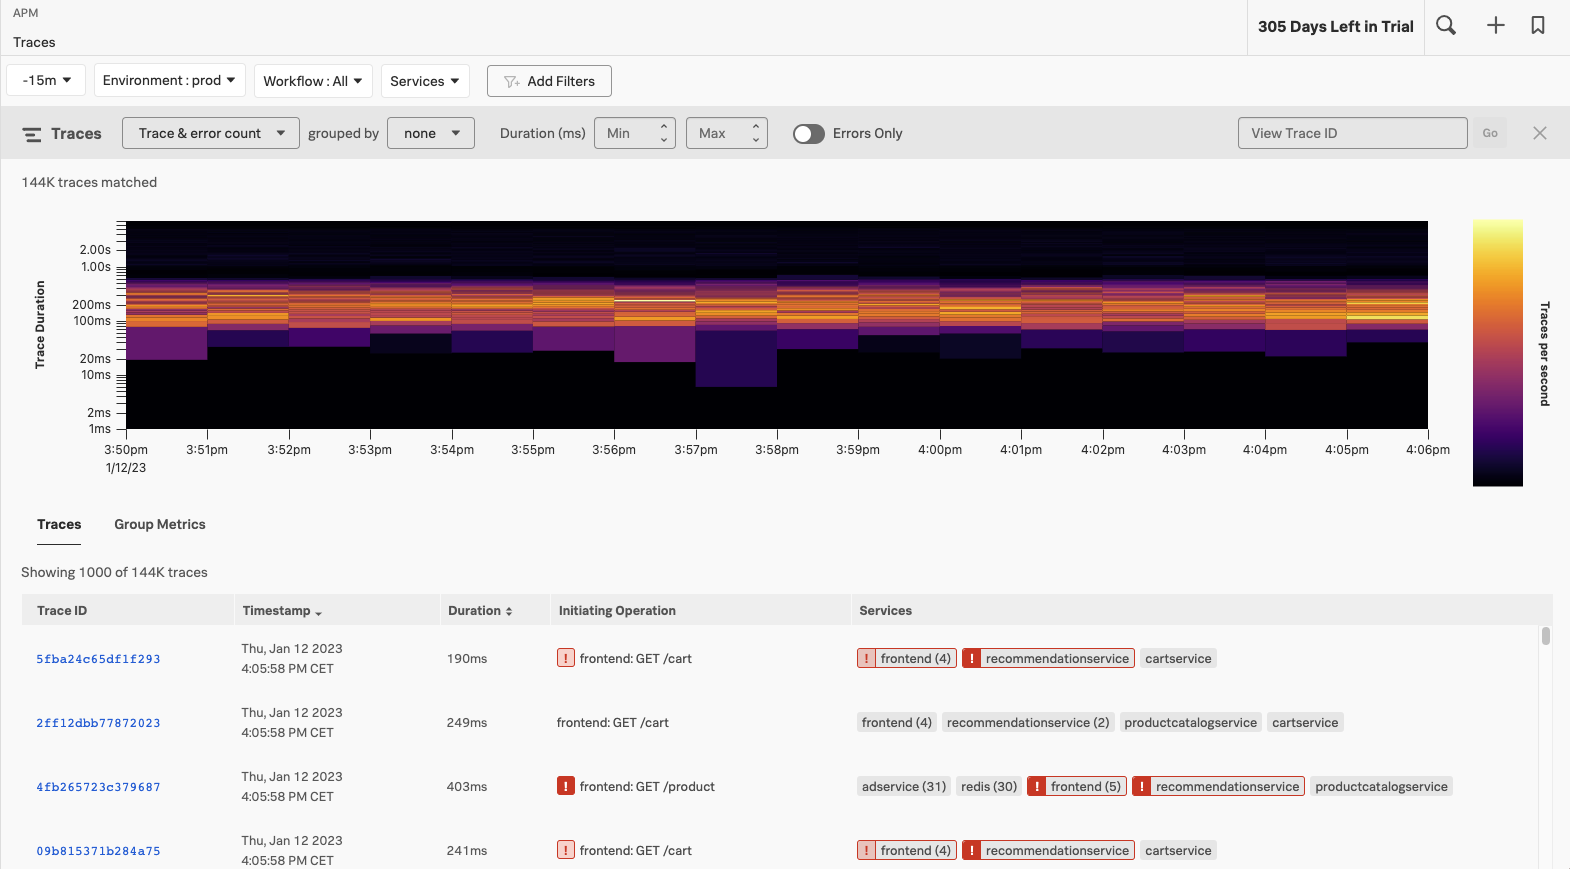 APM
Traces
305 Days Left in Trial
-15m
Environment : prod
Workflow : All
Services
Add Filters
Traces
Trace & error count
grouped by
none
Duration (ms)
Min
Max
Errors Only
View Trace ID
Go
144K traces matched
Trace Duration
2.00s
1.00s
200ms
100ms
20ms
10ms
2ms
1ms
3:50pm 3:51pm 3:52pm 3:53pm 3:54pm 3:55pm 3:56pm 3:57pm 3:58pm 3:59pm 4:00pm 4:01pm 4:02pm 4:03pm 4:04pm 4:05pm 4:06pm
1/12/23
Traces per second
Traces Group Metrics
Showing 1000 of 144K traces
Trace ID Timestamp Duration Initiating Operation Services
5fba24c65df1f293 Thu, Jan 12 2023 190ms ! frontend: GET /cart ! frontend (4) ! recommendationservice cartservice
4:05:58 PM CET
2ff12dbb77872023 Thu, Jan 12 2023 249ms frontend: GET /cart frontend (4) recommendationservice (2) productcatalogservice cartservice
4:05:58 PM CET
4fb265723c379687 Thu, Jan 12 2023 403ms ! frontend: GET /product adservice (31) redis (30) ! frontend (5) ! recommendationservice productcatalogservice
4:05:58 PM CET
09b815371b284a75 Thu, Jan 12 2023 241ms ! frontend: GET /cart ! frontend (4) ! recommendationservice cartservice
4:05:58 PM CET